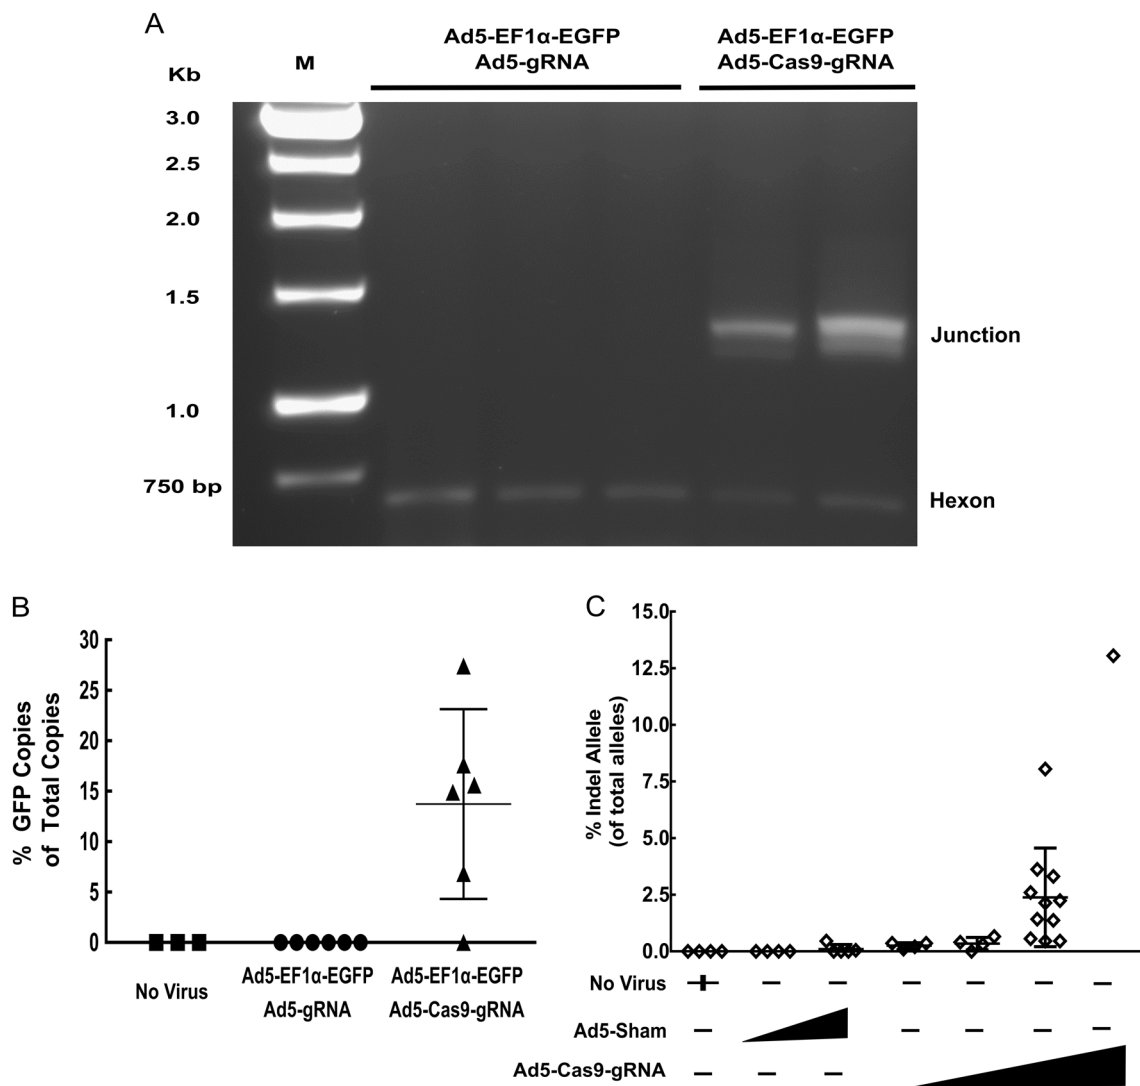 A
Ad5-EF1α-EGFP
Ad5-gRNA
Ad5-EF1α-EGFP
Ad5-Cas9-gRNA
Kb
M
3.0
2.5
2.0
1.5
1.0
750 bp
Junction
Hexon
B
% GFP Copies
of Total Copies
30
25
20
15
10
5
0
No Virus
Ad5-EF1α-EGFP
Ad5-gRNA
Ad5-EF1α-EGFP
Ad5-Cas9-gRNA
C
% Indel Allele
(of total alleles)
15.0
12.5
10.0
7.5
5.0
2.5
0.0
No Virus + – – – – – –
Ad5-Sham – – – – –
Ad5-Cas9-gRNA – – –